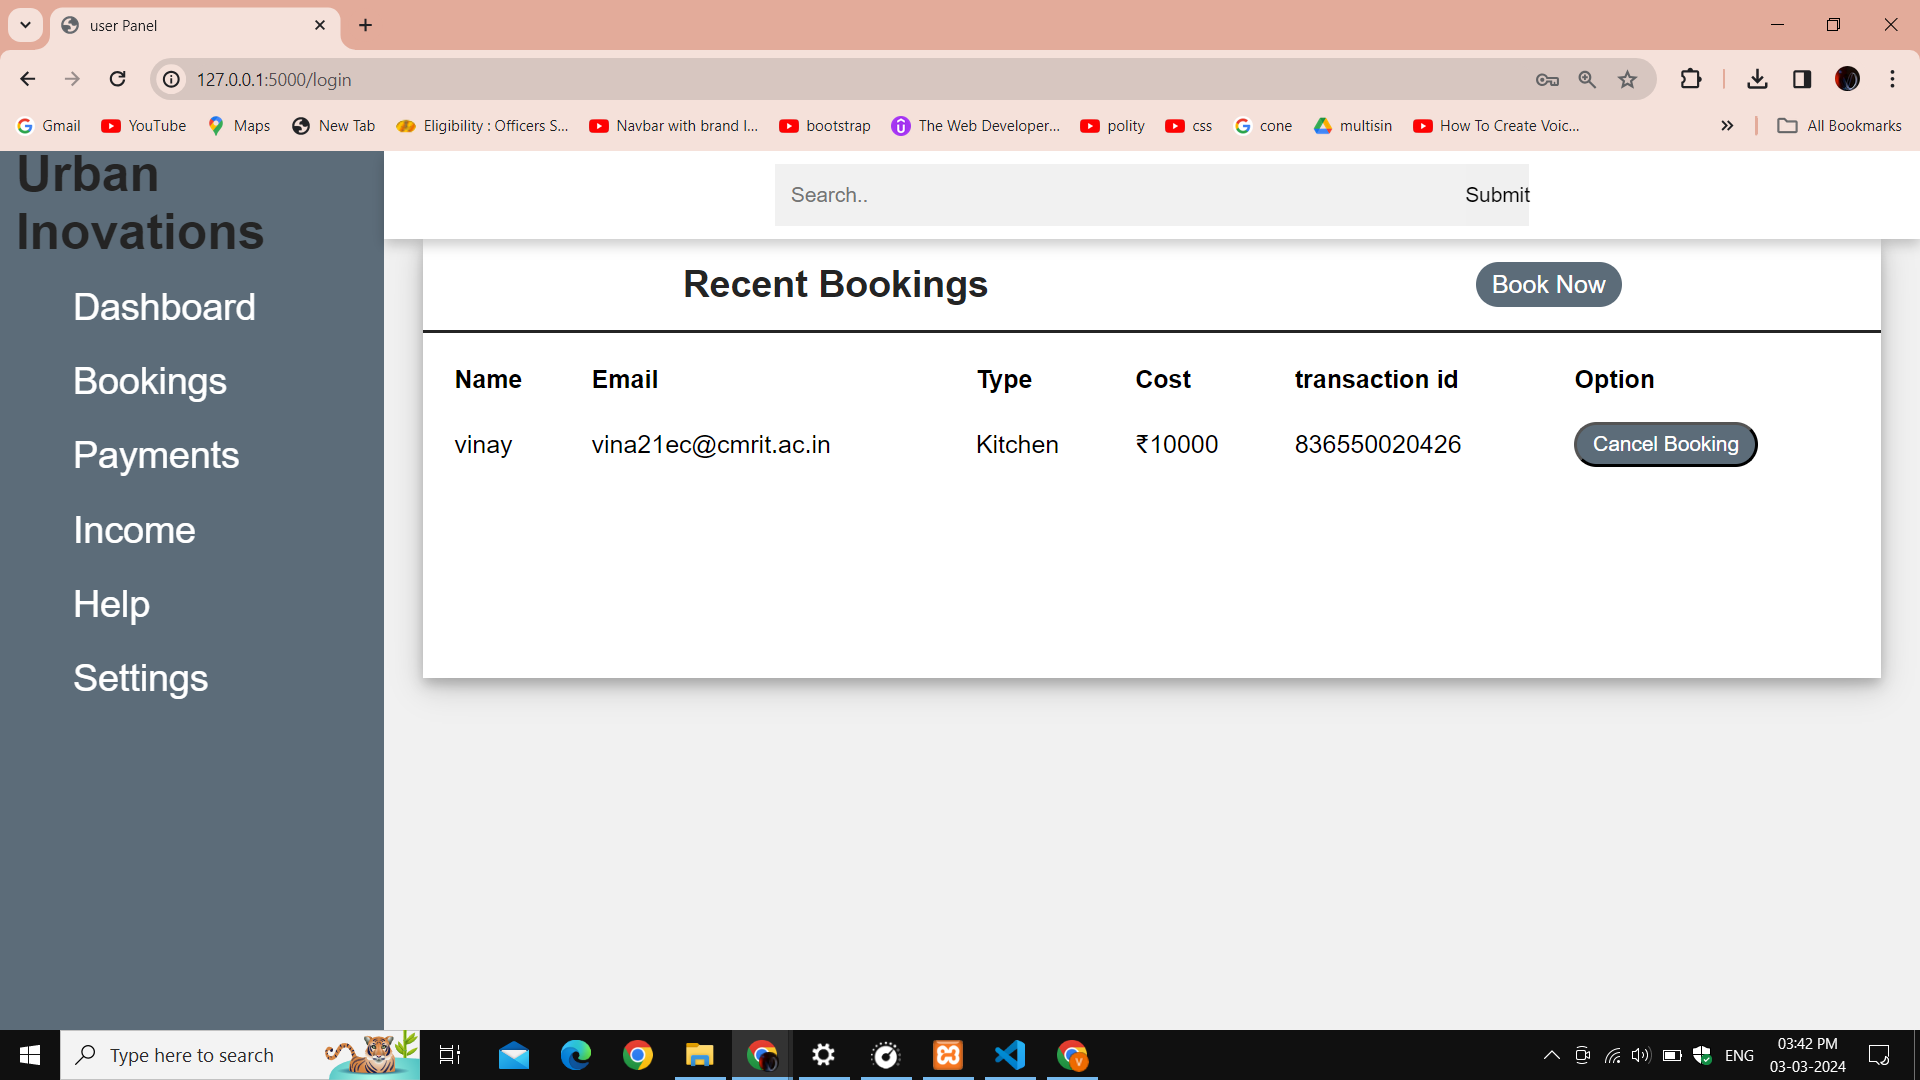 user Panel
127.0.0.1:5000/login
Gmail YouTube Maps New Tab Eligibility : Officers S... Navbar with brand I... bootstrap The Web Developer... polity css cone multisin How To Create Voic... All Bookmarks
Urban
Inovations
Dashboard
Bookings
Payments
Income
Help
Settings
Search.. Submit
Recent Bookings Book Now
Name Email Type Cost transaction id Option
vinay vina21ec@cmrit.ac.in Kitchen ₹10000 836550020426 Cancel Booking
Type here to search
ENG
03:42 PM
03-03-2024